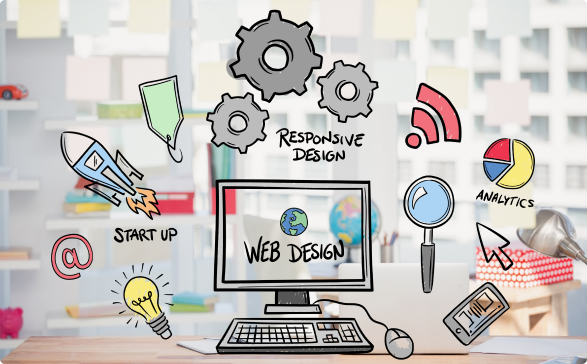 RESPONSIVE
DESIGN
ANALYTICS
START UP
@
WEB DESIGN